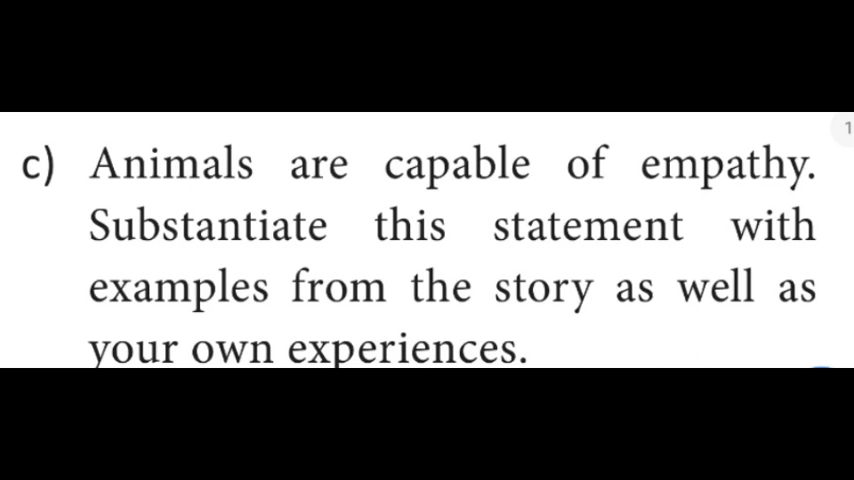 c) Animals are capable of empathy.
Substantiate this statement with
examples from the story as well as
your own experiences.
1